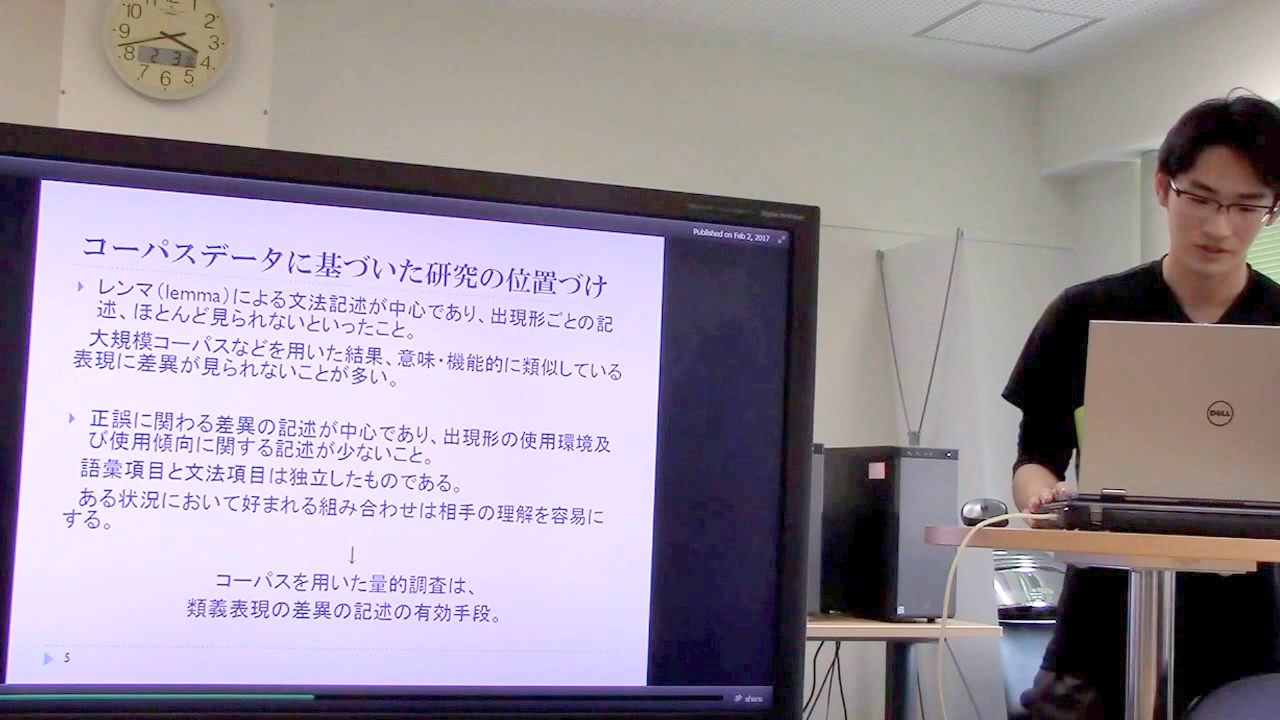 10
2
9
3
8
4
7
6
5
2 3
Published on Feb 2, 2017
コーパスデータに基づいた研究の位置づけ
レンマ(lemma)による文法記述が中心であり、出現形ごとの記
述、ほとんど見られないといったこと。
大規模コーパスなどを用いた結果、意味・機能的に類似している
表現に差異が見られないことが多い。
正誤に関わる差異の記述が中心であり、出現形の使用環境及
び使用傾向に関する記述が少ないこと。
語彙項目と文法項目は独立したものである。
ある状況において好まれる組み合わせは相手の理解を容易に
する。
↓
コーパスを用いた量的調査は、
類義表現の差異の記述の有効手段。
5
share
DELL